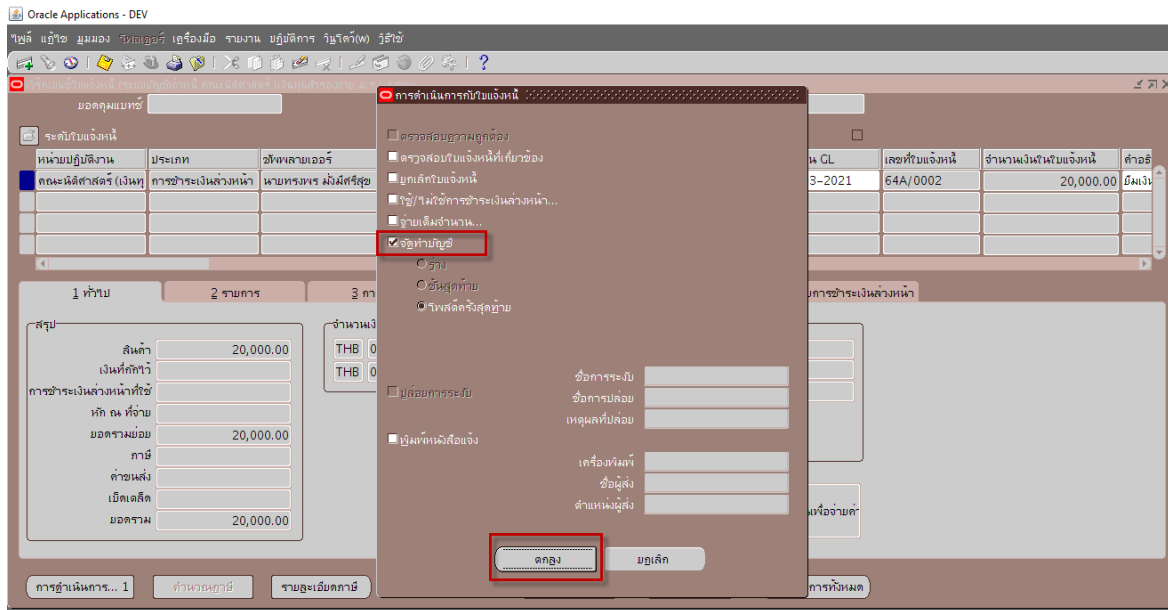 Oracle Applications - DEV
ไฟล์ แก้ไข มุมมอง โฟลเดอร์ เครื่องมือ รายงาน ปฏิบัติการ วินโดว์(w) วิธีใช้
ยอดคุมแบทช์
ระดับใบแจ้งหนี้
หน่วยปฏิบัติงาน ประเภท ซัพพลายเออร์ น GL เลขที่ใบแจ้งหนี้ จำนวนเงินในใบแจ้งหนี้ คำอธิ
คณะนิติศาสตร์ (เงินทุ การชำระเงินล่วงหน้า นายทรงพร มั่งมีศรีสุข 3-2021 64A/0002 20,000.00 ยืมเงิน
1 ทั่วไป 2 รายการ 3 กา การชำระเงินล่วงหน้า
สรุป
สินค้า 20,000.00
เงินที่กักไว้
การชำระเงินล่วงหน้าที่ใช้
หัก ณ ที่จ่าย
ยอดรวมย่อย 20,000.00
ภาษี
ค่าขนส่ง
เบ็ดเตล็ด
ยอดรวม 20,000.00
จำนวนเงิ
THB 0
THB 0
การดำเนินการกับใบแจ้งหนี้
ตรวจสอบความถูกต้อง
ตรวจสอบใบแจ้งหนี้ที่เกี่ยวข้อง
ยกเลิกใบแจ้งหนี้
ใช้/ไม่ใช้การชำระเงินล่วงหน้า...
จ่ายเต็มจำนวน...
จัดทำบัญชี
ร่าง
ขั้นสุดท้าย
โพสต์ครั้งสุดท้าย
ชื่อการระงับ
ปล่อยการระงับ ชื่อการปล่อย
เหตุผลที่ปล่อย
พิมพ์หนังสือแจ้ง
เครื่องพิมพ์
ชื่อผู้ส่ง
ตำแหน่งผู้ส่ง
นเพื่อจ่ายค่า
ตกลง ยกเลิก
การดำเนินการ... 1 คำนวณภาษี รายละเอียดภาษี การทั้งหมด